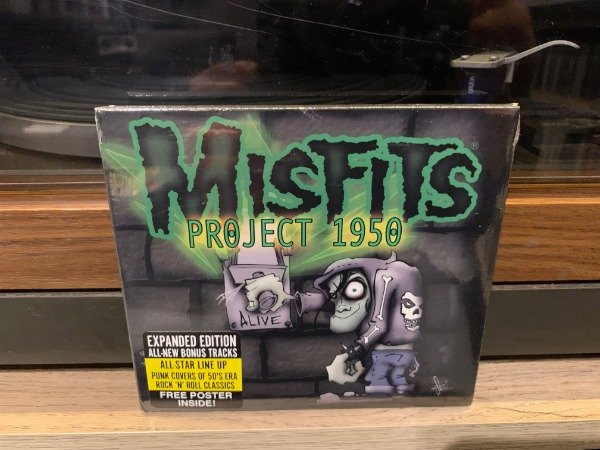 MISFITS®
PROJECT 1950
ALIVE
EXPANDED EDITION
ALL-NEW BONUS TRACKS
ALL-STAR LINE UP
PUNK COVERS OF 50'S ERA
ROCK 'N' ROLL CLASSICS
FREE POSTER
INSIDE!